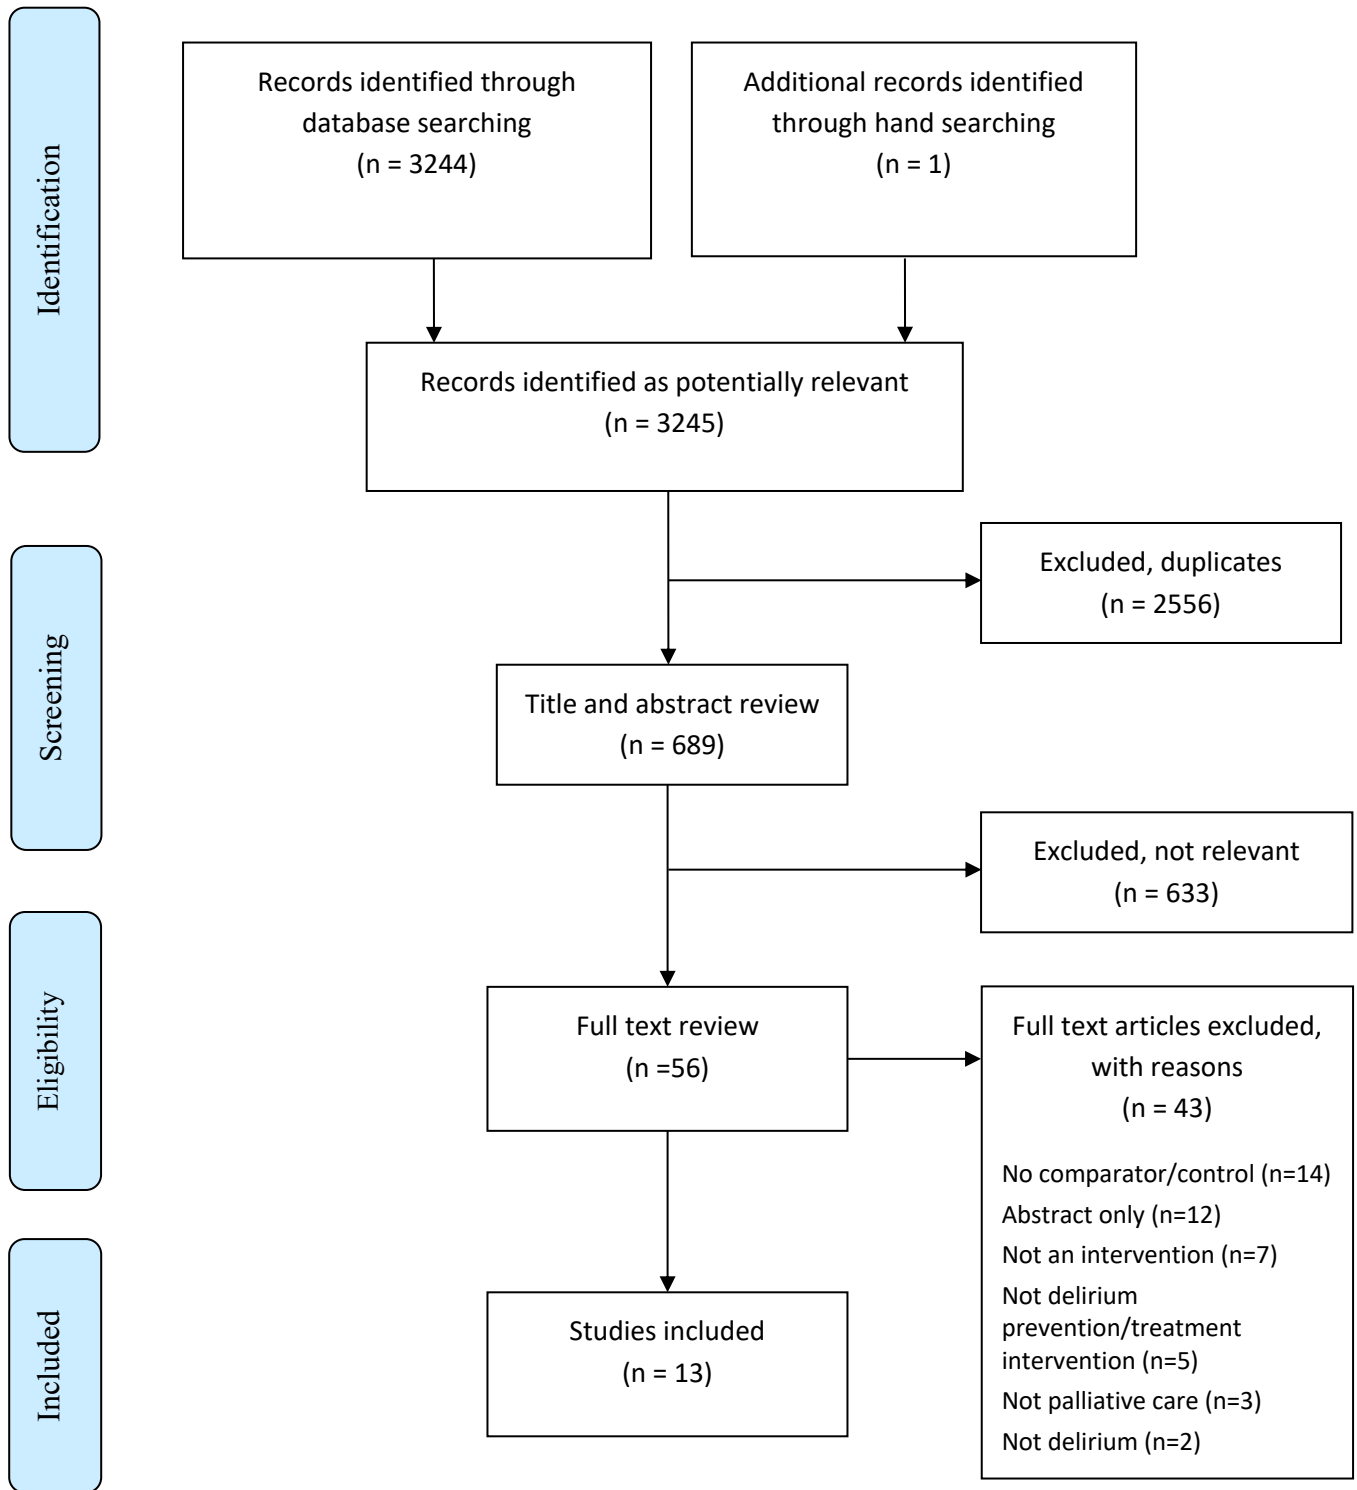 Identification
Records identified through
database searching
(n = 3244)
Additional records identified
through hand searching
(n = 1)
Records identified as potentially relevant
(n = 3245)
Screening
Excluded, duplicates
(n = 2556)
Title and abstract review
(n = 689)
Excluded, not relevant
(n = 633)
Eligibility
Full text review
(n =56)
Full text articles excluded,
with reasons
(n = 43)
No comparator/control (n=14)
Abstract only (n=12)
Not an intervention (n=7)
Not delirium
prevention/treatment
intervention (n=5)
Not palliative care (n=3)
Not delirium (n=2)
Included
Studies included
(n = 13)